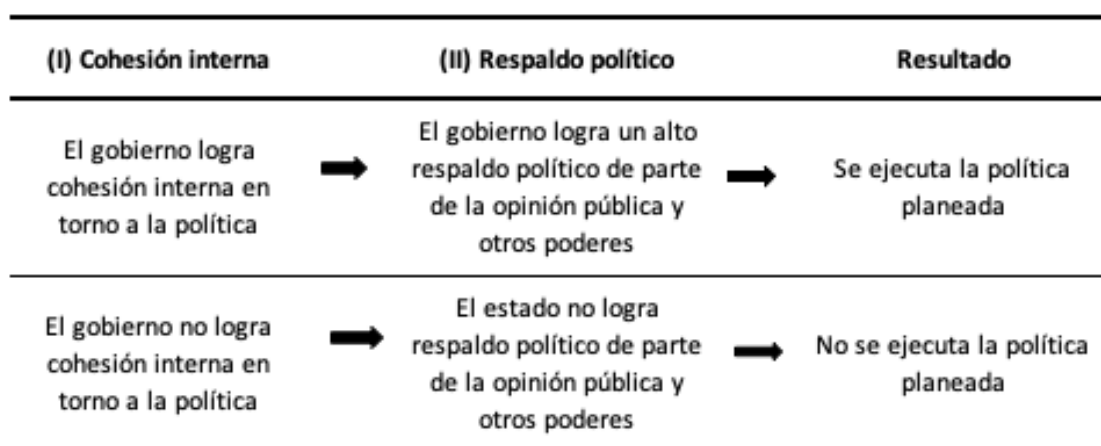 (I) Cohesión interna
(II) Respaldo político
Resultado
El gobierno logra
cohesión interna en
torno a la política
El gobierno logra un alto
respaldo político de parte
de la opinión pública y
otros poderes
Se ejecuta la política
planeada
El gobierno no logra
cohesión interna en
torno a la política
El estado no logra
respaldo político de parte
de la opinión pública y
otros poderes
No se ejecuta la política
planeada